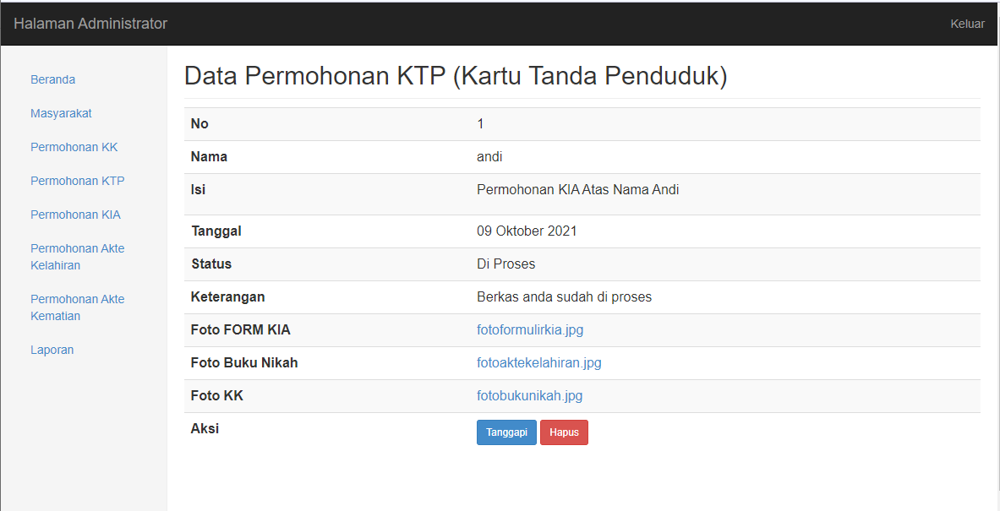 Halaman Administrator
Keluar
Beranda
Masyarakat
Permohonan KK
Permohonan KTP
Permohonan KIA
Permohonan Akte
Kelahiran
Permohonan Akte
Kematian
Laporan
Data Permohonan KTP (Kartu Tanda Penduduk)
No 1
Nama andi
Isi Permohonan KIA Atas Nama Andi
Tanggal 09 Oktober 2021
Status Di Proses
Keterangan Berkas anda sudah di proses
Foto FORM KIA fotoformulirkia.jpg
Foto Buku Nikah fotoaktekelahiran.jpg
Foto KK fotobukunikah.jpg
Aksi Tanggapi Hapus